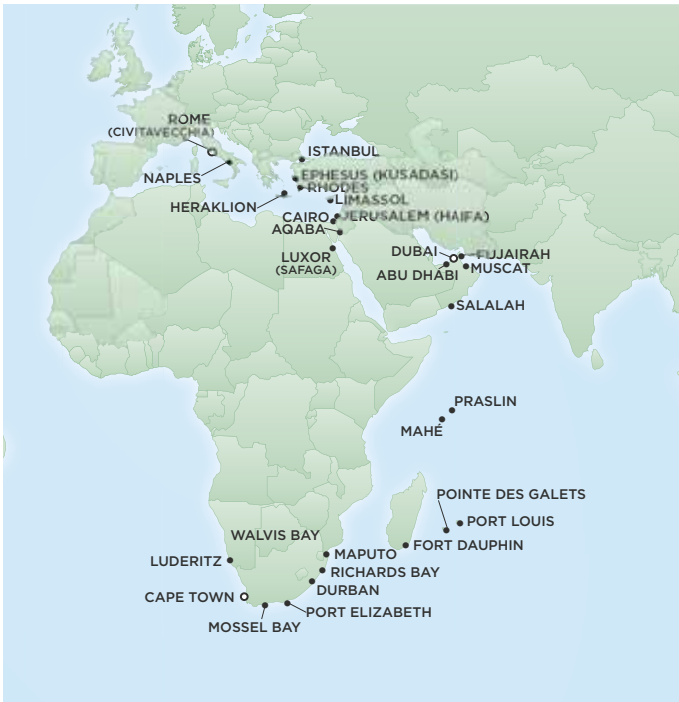 ROME
(CIVITAVECCHIA)
ISTANBUL
NAPLES
EPHESUS (KUSADASI)
RHODES
HERAKLION
LIMASSOL
CAIRO
JERUSALEM (HAIFA)
AQABA
LUXOR
(SAFAGA)
DUBAI
FUJAIRAH
ABU DHABI
MUSCAT
SALALAH
PRASLIN
MAHÉ
POINTE DES GALETS
PORT LOUIS
WALVIS BAY
FORT DAUPHIN
MAPUTO
LUDERITZ
RICHARDS BAY
DURBAN
CAPE TOWN
PORT ELIZABETH
MOSSEL BAY